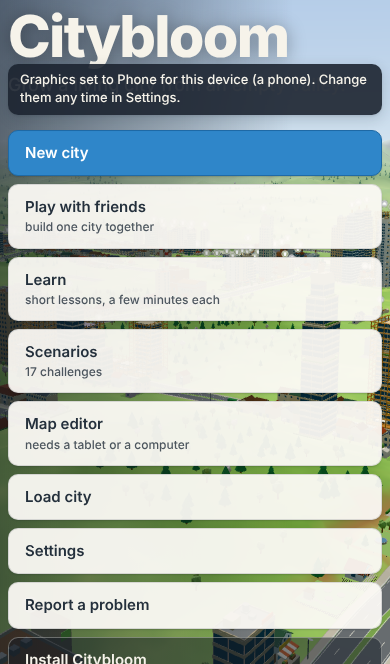 Citybloom
Graphics set to Phone for this device (a phone). Change
them any time in Settings.
New city
Play with friends
build one city together
Learn
short lessons, a few minutes each
Scenarios
17 challenges
Map editor
needs a tablet or a computer
Load city
Settings
Report a problem
Install Citybloom